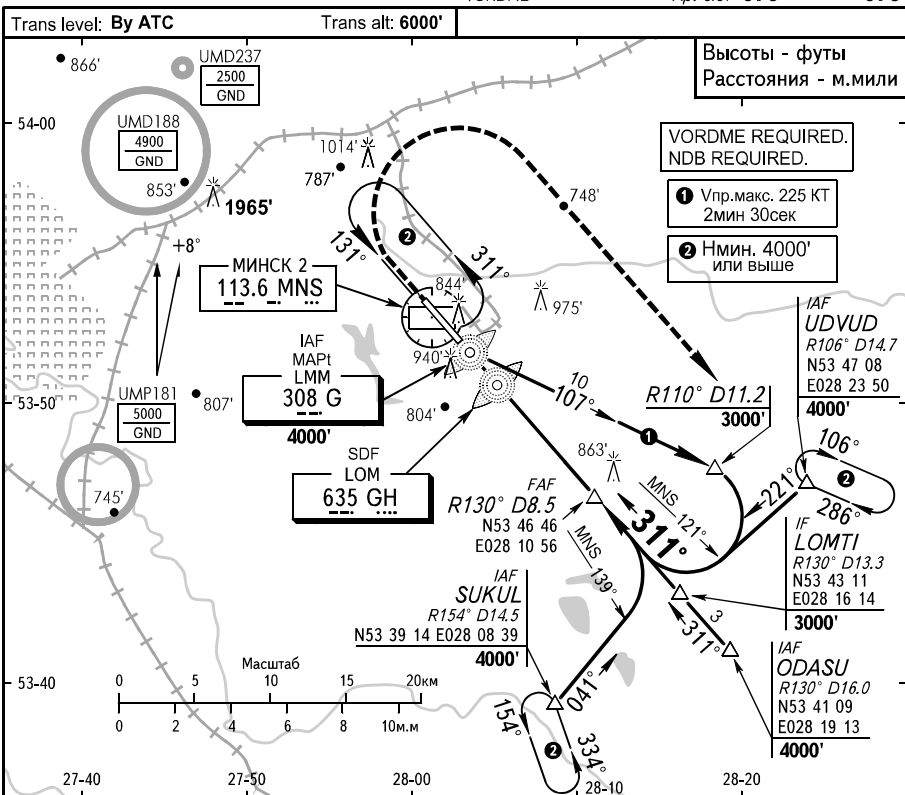 Trans level: By ATC
Trans alt: 6000'
Высоты - футы
Расстояния - м.мили
866'
UMD237
2500
GND
54-00
UMD188
4900
GND
853'
1965'
1014'
787'
748'
VORDME REQUIRED.
NDB REQUIRED.
1 Vпр.макс. 225 КТ
2мин 30сек
2 Hмин. 4000'
или выше
+8°
131°
2
311°
МИНСК 2
113.6 MNS
844'
975'
940'
IAF
MAPt
LMM
308 G
4000'
IAF
UDVUD
R106° D14.7
N53 47 08
E028 23 50
4000'
53-50
UMP181
5000
GND
807'
804'
10
107°
1
R110° D11.2
3000'
SDF
LOM
635 GH
863'
106°
2
286°
221°
745'
FAF
R130° D8.5
N53 46 46
E028 10 56
MNS
121°
311°
MNS
139°
IF
LOMTI
R130° D13.3
N53 43 11
E028 16 14
3000'
IAF
SUKUL
R154° D14.5
N53 39 14 E028 08 39
4000'
3
311°
IAF
ODASU
R130° D16.0
N53 41 09
E028 19 13
4000'
53-40
Масштаб
0 5 10 15 20км
0 2 4 6 8 10м.м
041°
154°
2
334°
27-40
27-50
28-00
28-10
28-20